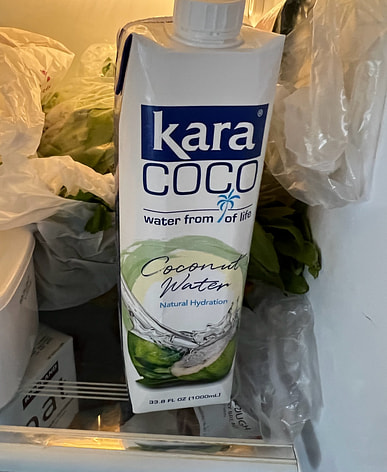 kara®
COCO
water from of life
Coconut
Water
Natural Hydration
33.8 FL OZ (1000mL)